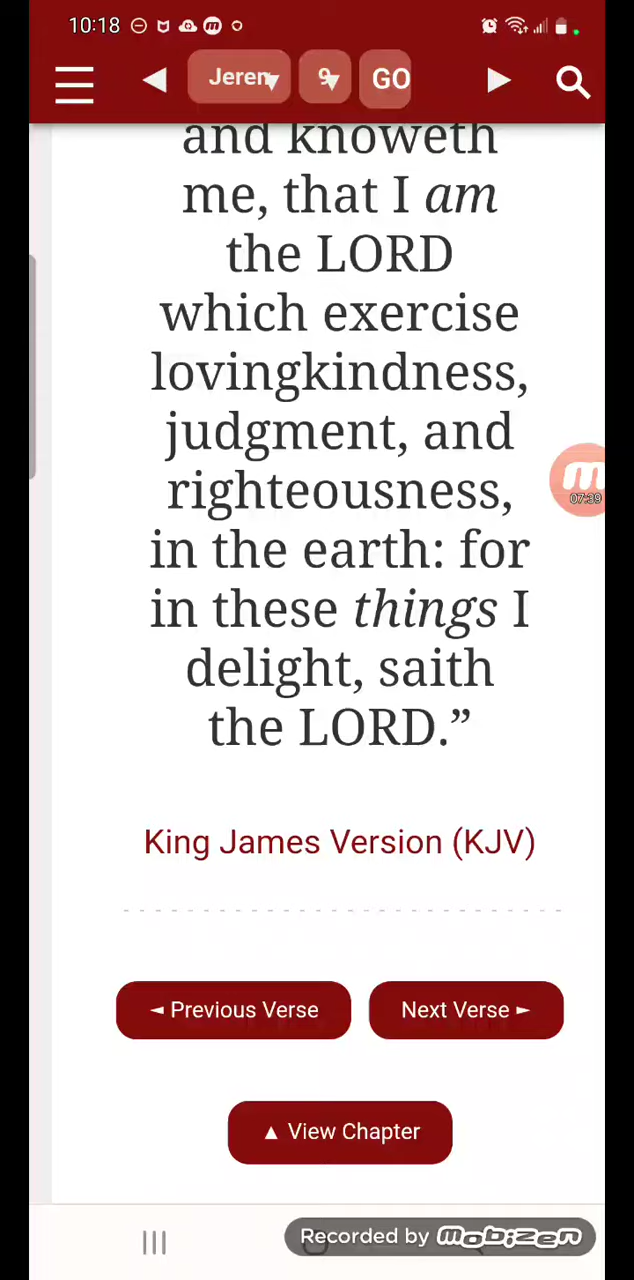 10:18
Jerem 9 GO
and knoweth
me, that I am
the LORD
which exercise
lovingkindness,
judgment, and
righteousness,
in the earth: for
in these things I
delight, saith
the LORD.”
07:39
King James Version (KJV)
◄ Previous Verse
Next Verse ►
▲ View Chapter
Recorded by mobizen